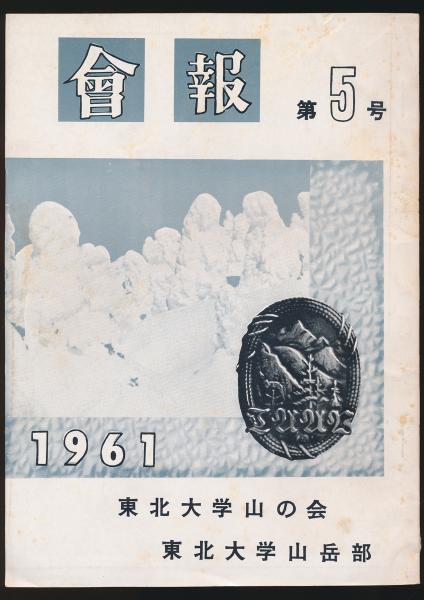 會報 第5号
1961
東北大学山の会
東北大学山岳部